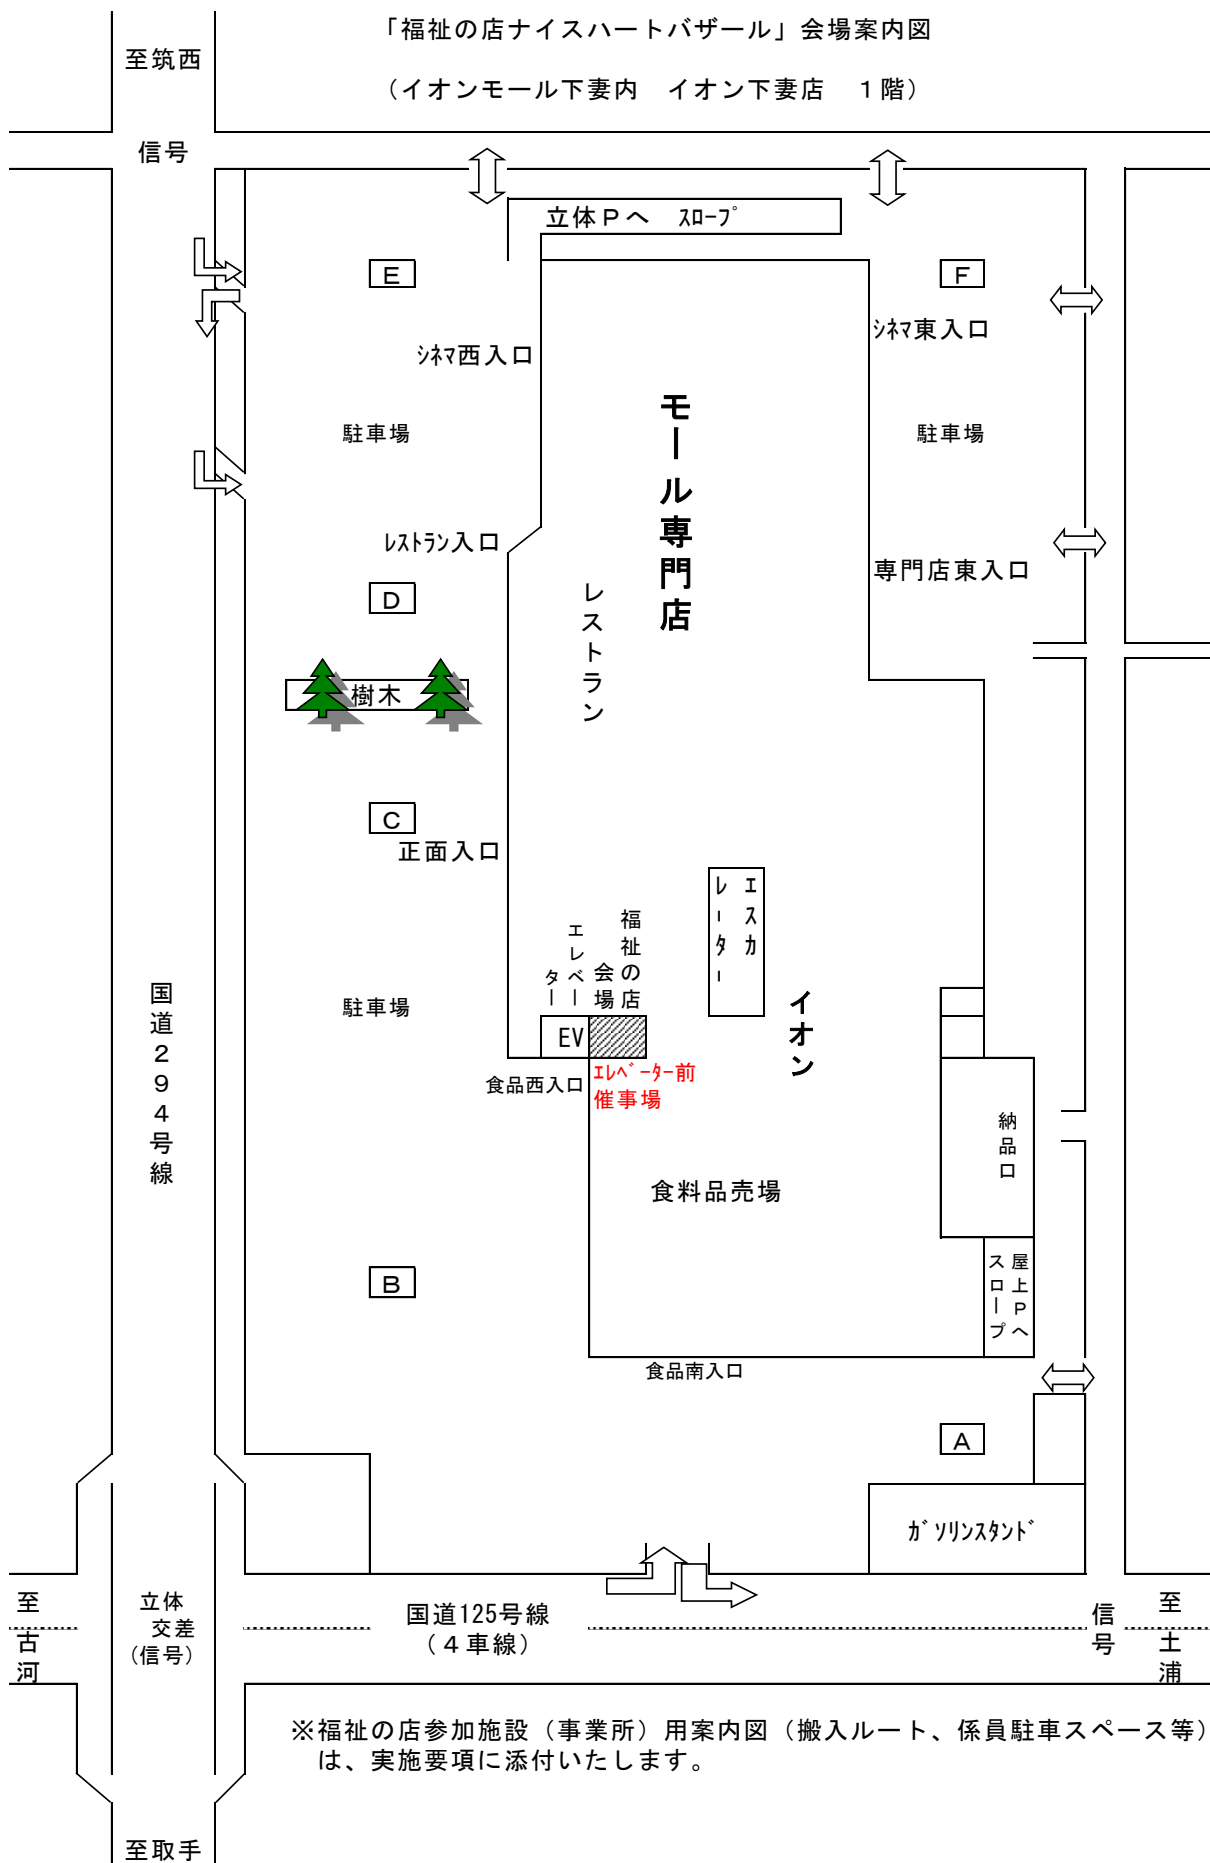 「福祉の店ナイスハートバザール」会場案内図
（イオンモール下妻内　イオン下妻店　１階）
至筑西
信号
立体Ｐへ　ｽﾛｰﾌﾟ
E
F
ｼﾈﾏ東入口
ｼﾈﾏ西入口
駐車場
駐車場
モール専門店
ﾚｽﾄﾗﾝ入口
専門店東入口
D
レストラン
樹木
C
正面入口
エスカ
レーター
福祉の店
会場
エレベー
ター
国道２９４号線
駐車場
イオン
EV
食品西入口
ｴﾚﾍﾞｰﾀｰ前
催事場
納品口
食料品売場
B
屋上Ｐへ
スロープ
食品南入口
A
ｶﾞｿﾘﾝｽﾀﾝﾄﾞ
至古河
立体
交差
(信号)
国道125号線
（４車線）
信号
至土浦
※福祉の店参加施設（事業所）用案内図（搬入ルート、係員駐車スペース等）
は、実施要項に添付いたします。
至取手